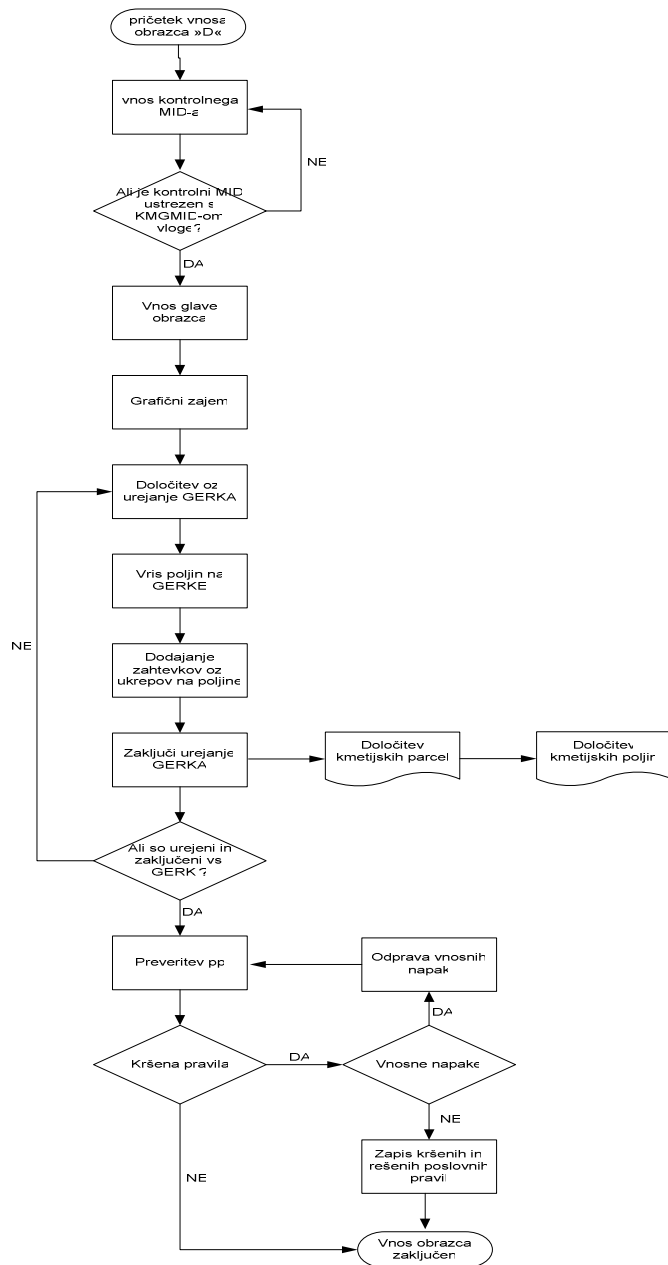 pričetek vnosa
obrazca »D«
vnos kontrolnega
MID-a
NE
Ali je kontrolni MID
ustrezen s
KMGMID-om
vloge?
DA
Vnos glave
obrazca
Grafični zajem
Določitev oz
urejanje GERKA
Vris poljin na
GERKE
NE
Dodajanje
zahtevkov oz
ukrepov na poljine
Zaključi urejanje
GERKA
Določitev
kmetijskih parcel
Določitev
kmetijskih poljin
Ali so urejeni in
zaključeni vsi
GERK?
DA
Preveritev pp
Odprava vnosnih
napak
DA
Kršena pravila
DA
Vnosne napake
NE
NE
Zapis kršenih in
rešenih poslovnih
pravil
Vnos obrazca
zaključen